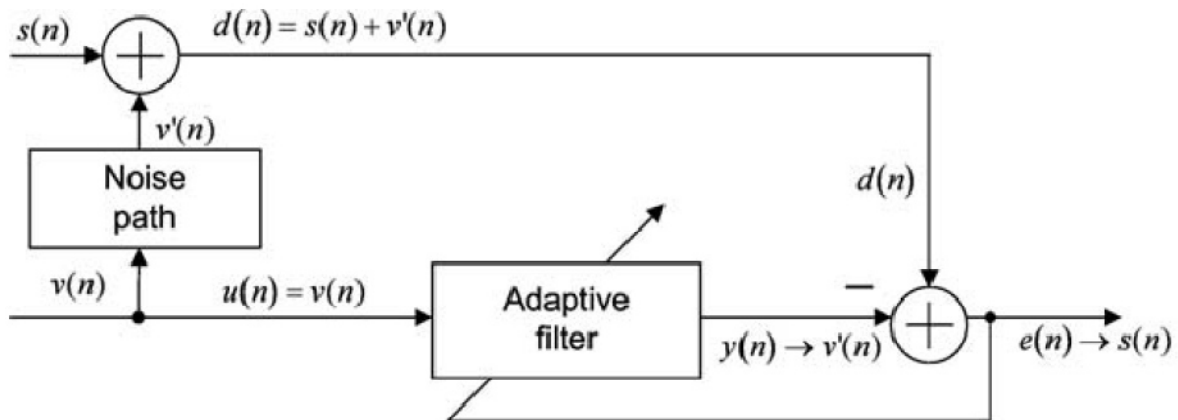 s(n)
d(n) = s(n) + v'(n)
v'(n)
Noise
path
d(n)
v(n)
u(n) = v(n)
Adaptive
filter
−
y(n) → v'(n)
e(n) → s(n)